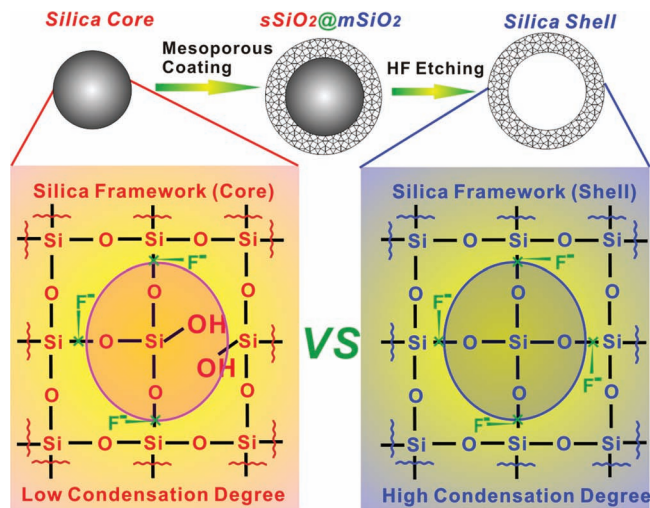 Silica Core
sSiO₂@mSiO₂
Silica Shell
Mesoporous
Coating
HF Etching
Silica Framework (Core)
Si O Si O Si
F⁻
O O O
F⁻
OH
Si O Si Si
OH
O O O
F⁻
Si O Si O Si
Low Condensation Degree
VS
Silica Framework (Shell)
Si O Si O Si
F⁻
O O O
F⁻
Si O Si O Si
F⁻
O O O
F⁻
Si O Si O Si
High Condensation Degree